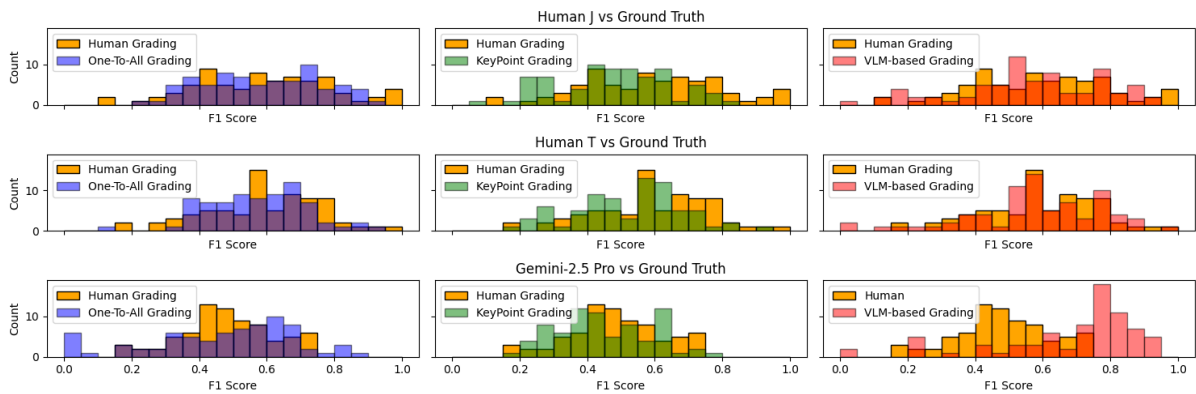 Human J vs Ground Truth
Count
10
0
Human Grading
One-To-All Grading
F1 Score
Human Grading
KeyPoint Grading
F1 Score
Human Grading
VLM-based Grading
F1 Score
Human T vs Ground Truth
Count
10
0
Human Grading
One-To-All Grading
F1 Score
Human Grading
KeyPoint Grading
F1 Score
Human Grading
VLM-based Grading
F1 Score
Gemini-2.5 Pro vs Ground Truth
Count
10
0
Human Grading
One-To-All Grading
0.0 0.2 0.4 0.6 0.8 1.0
F1 Score
Human Grading
KeyPoint Grading
0.0 0.2 0.4 0.6 0.8 1.0
F1 Score
Human
VLM-based Grading
0.0 0.2 0.4 0.6 0.8 1.0
F1 Score